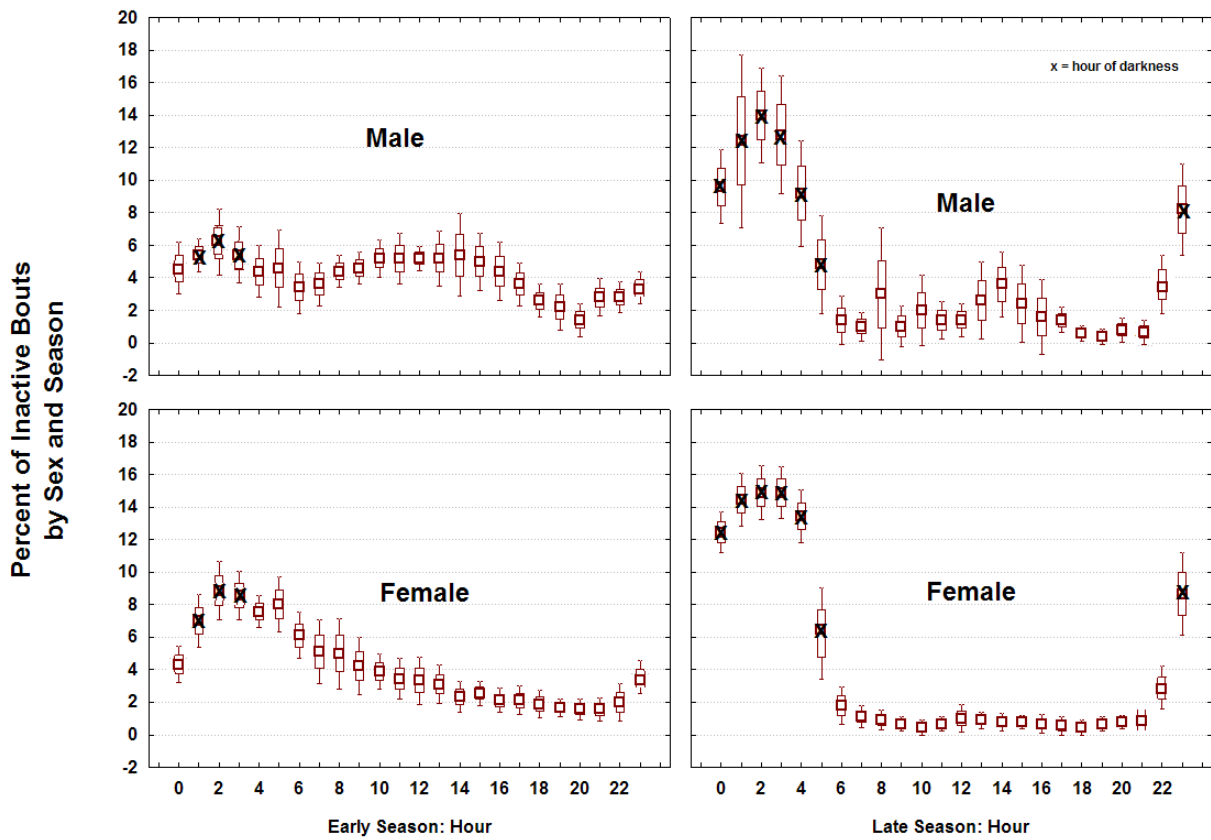 Percent of Inactive Bouts
by Sex and Season
20
18
16
14
12
10
8
6
4
2
0
-2
Male
x = hour of darkness
Male
20
18
16
14
12
10
8
6
4
2
0
-2
Female
Female
0 2 4 6 8 10 12 14 16 18 20 22
0 2 4 6 8 10 12 14 16 18 20 22
Early Season: Hour
Late Season: Hour